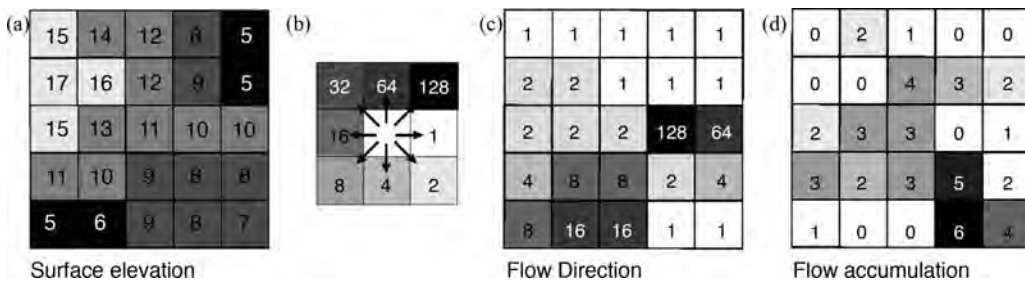 (a)
15 14 12 8 5
17 16 12 9 5
15 13 11 10 10
11 10 9 8 8
5 6 9 8 7
Surface elevation
(b)
32 64 128
16 1
8 4 2
(c)
1 1 1 1 1
2 2 1 1 1
2 2 2 128 64
4 8 8 2 4
8 16 16 1 1
Flow Direction
(d)
0 2 1 0 0
0 0 4 3 2
2 3 3 0 1
3 2 3 5 2
1 0 0 6 4
Flow accumulation